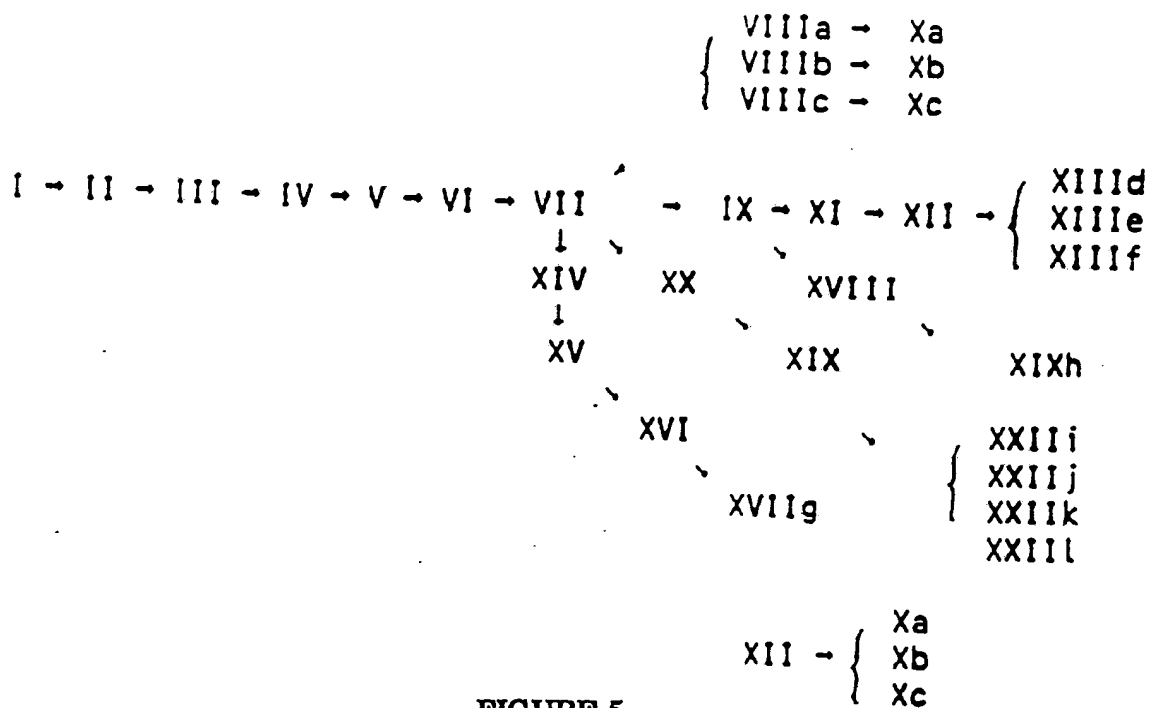 VIIIa → Xa
VIIIb → Xb
VIIIc → Xc
I → II → III → IV → V → VI → VII → IX → XI → XII →
XIIId
XIIIe
XIIIf
XIV XX XVIII
XV XIX XIXh
XVI
XXIIi
XXIIj
XXIIk
XXIIl
XVIIg
XII →
Xa
Xb
Xc
FIGURE 5